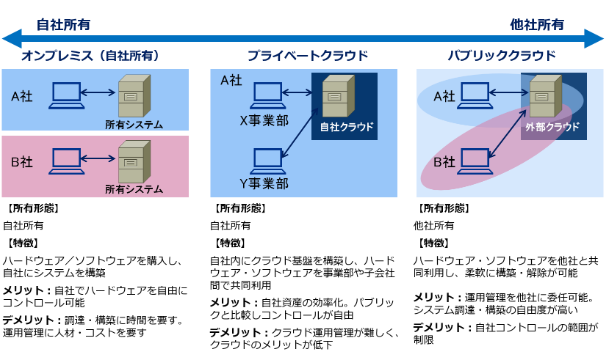 自社所有
他社所有
オンプレミス（自社所有）
プライベートクラウド
パブリッククラウド
A社
所有システム
B社
所有システム
A社
X事業部
自社クラウド
Y事業部
A社
外部クラウド
B社
【所有形態】
自社所有
【特徴】
ハードウェア／ソフトウェアを購入し、
自社にシステムを構築
メリット：自社でハードウェアを自由に
コントロール可能
デメリット：調達・構築に時間を要す。
運用管理に人材・コストを要す
【所有形態】
自社所有
【特徴】
自社内にクラウド基盤を構築し、ハード
ウェア・ソフトウェアを事業部や子会社
間で共同利用
メリット：自社資産の効率化。パブリッ
クと比較しコントロールが自由
デメリット：クラウド運用管理が難しく、
クラウドのメリットが低下
【所有形態】
他社所有
【特徴】
ハードウェア・ソフトウェアを他社と共
同利用し、柔軟に構築・解除が可能
メリット：運用管理を他社に委任可能。
システム調達・構築の自由度が高い
デメリット：自社コントロールの範囲が
制限